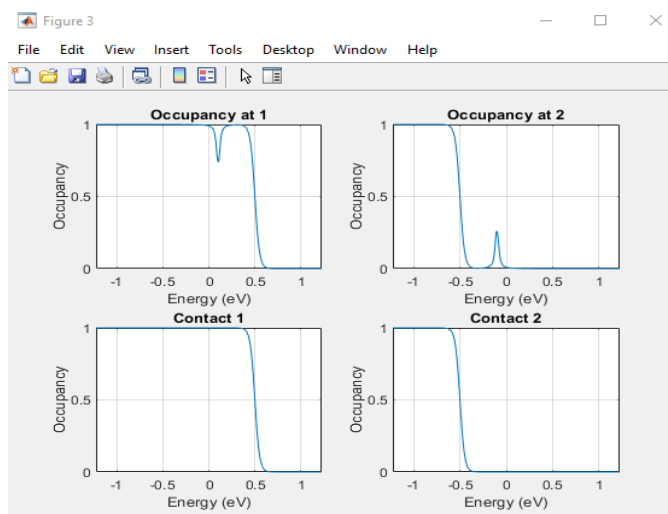 Figure 3
File Edit View Insert Tools Desktop Window Help
Occupancy at 1
Occupancy
1
0.5
0
-1 -0.5 0 0.5 1
Energy (eV)
Occupancy at 2
Occupancy
1
0.5
0
-1 -0.5 0 0.5 1
Energy (eV)
Contact 1
Occupancy
1
0.5
0
-1 -0.5 0 0.5 1
Energy (eV)
Contact 2
Occupancy
1
0.5
0
-1 -0.5 0 0.5 1
Energy (eV)